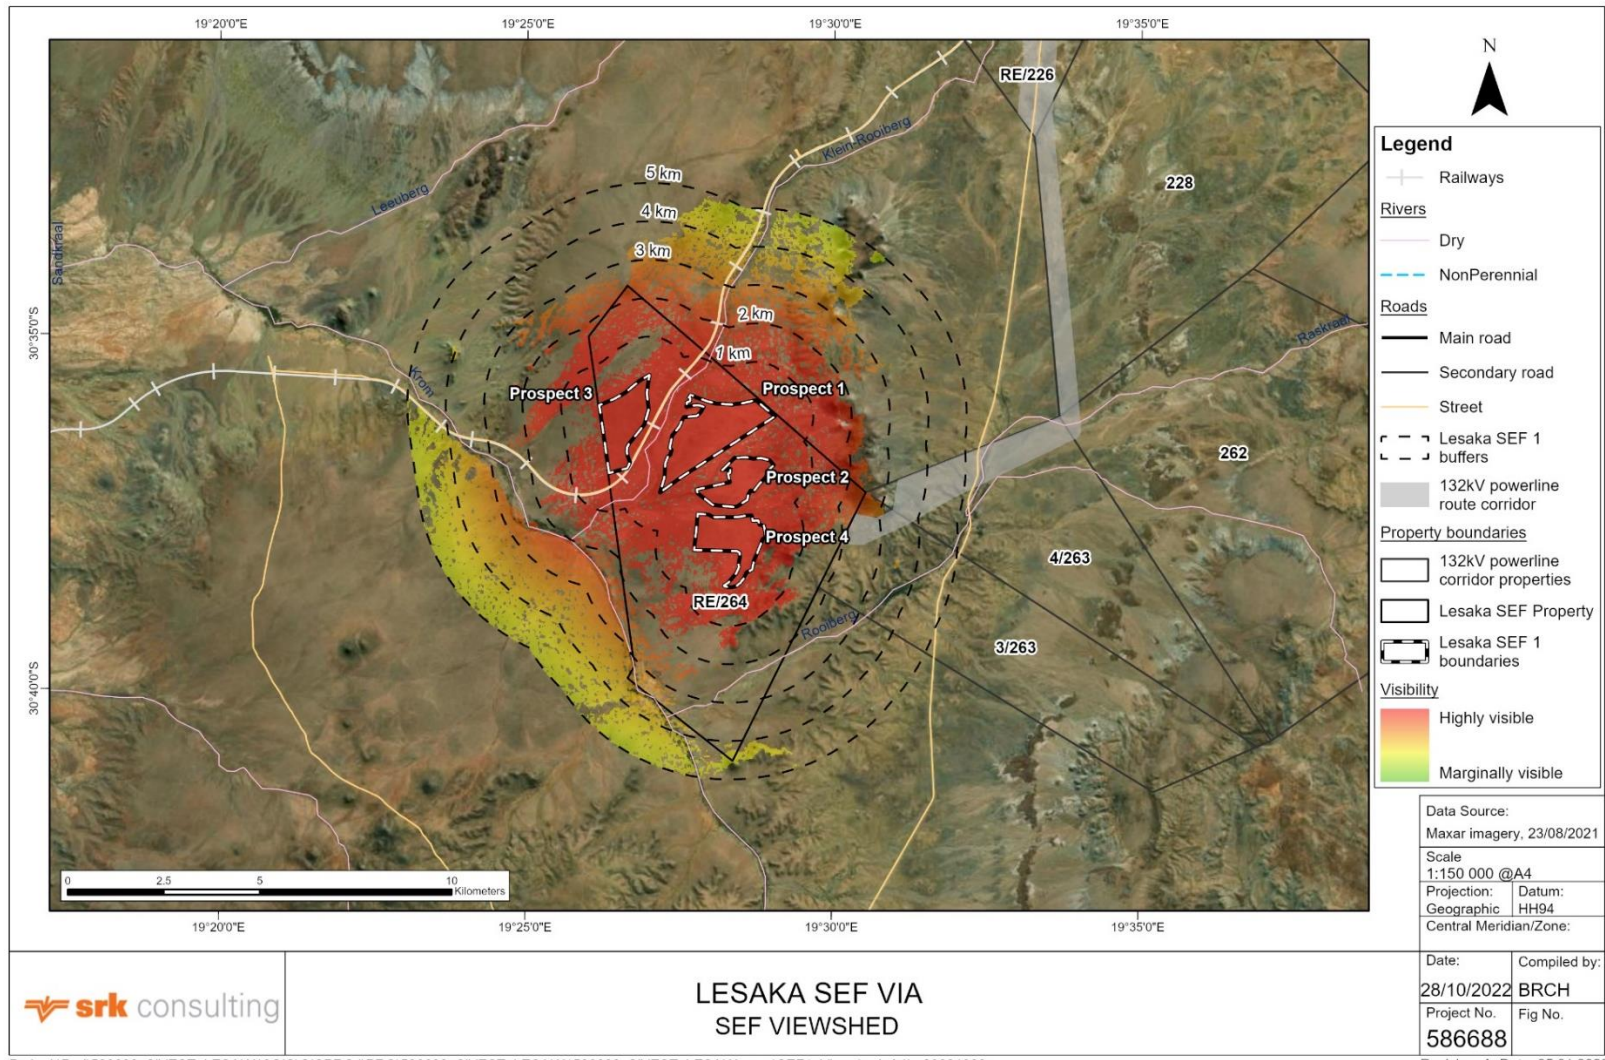 19°20'0"E
19°25'0"E
19°30'0"E
19°35'0"E
30°35'0"S
30°40'0"S
RE/226
228
Klein-Rooiberg
5 km
4 km
3 km
2 km
1 km
Leeuberg
Sandkraal
Krom
Raskraal
Prospect 3
Prospect 1
Prospect 2
Prospect 4
262
4/263
RE/264
Rooiberg
3/263
0
2.5
5
10
Kilometers
19°20'0"E
19°25'0"E
19°30'0"E
19°35'0"E
N
Legend
Railways
Rivers
Dry
NonPerennial
Roads
Main road
Secondary road
Street
Lesaka SEF 1
buffers
132kV powerline
route corridor
Property boundaries
132kV powerline
corridor properties
Lesaka SEF Property
Lesaka SEF 1
boundaries
Visibility
Highly visible
Marginally visible
Data Source:
Maxar imagery, 23/08/2021
Scale
1:150 000 @A4
Projection:
Geographic
Datum:
HH94
Central Meridian/Zone:
Date:
28/10/2022
Compiled by:
BRCH
Project No.
586688
Fig No.
srk consulting
LESAKA SEF VIA
SEF VIEWSHED